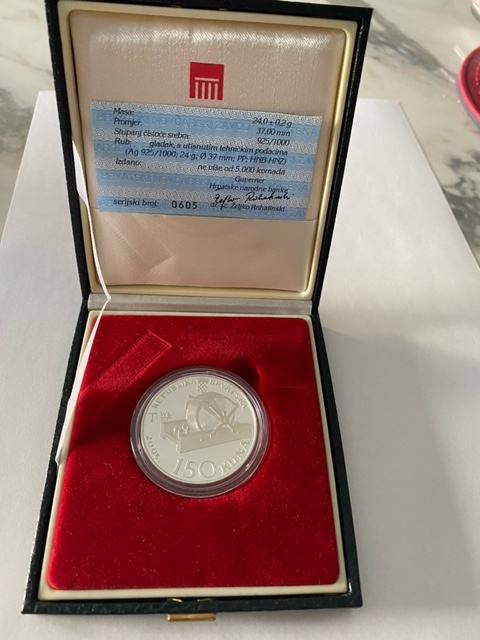 Masa: 24,0 ± 0,2 g
Promjer: 37,00 mm
Stupanj čistoće srebra: 925/1000
Rub: gladak, a utisnutim tehničkim podacima
(Ag 925/1000; 24 g; Ø 37 mm; PP; HNB-HNZ)
Izdano: ne više od 5.000 komada
Guverner
Hrvatske narodne banke
dr. sc. Željko Rohatinski
serijski broj: 0605
REPUBLIKA HRVATSKA
2006
150 KUNA